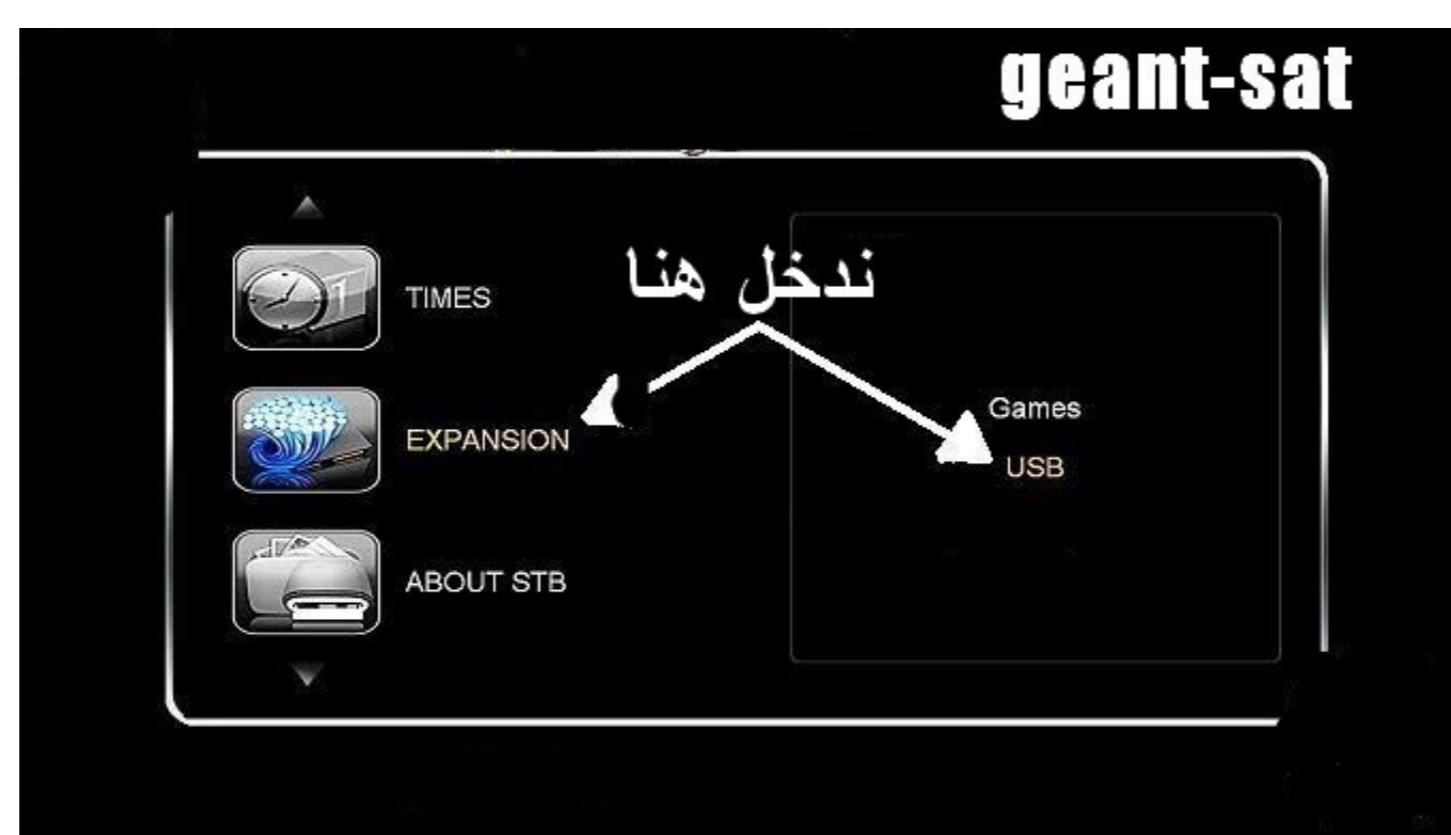 geant-sat
TIMES
ندخل هنا
EXPANSION
Games
USB
ABOUT STB